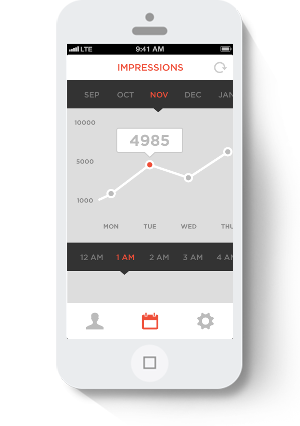 LTE 9:41 AM
IMPRESSIONS
SEP OCT NOV DEC JAN
10000
4985
5000
1000
MON TUE WED THU
12 AM 1 AM 2 AM 3 AM 4 AM